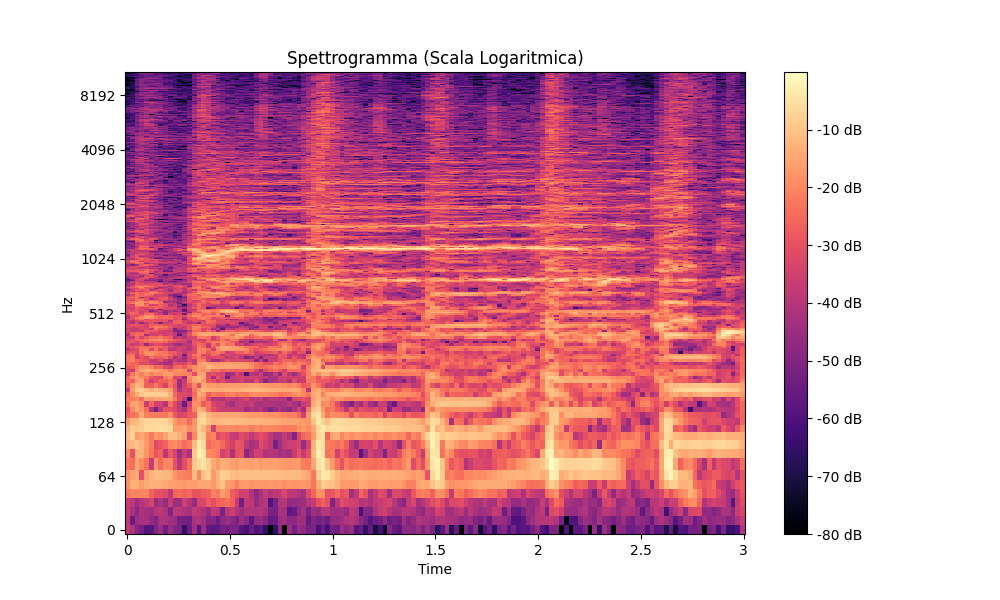 Spettrogramma (Scala Logaritmica)
Hz
8192
4096
2048
1024
512
256
128
64
0
0 0.5 1 1.5 2 2.5 3
Time
-10 dB
-20 dB
-30 dB
-40 dB
-50 dB
-60 dB
-70 dB
-80 dB